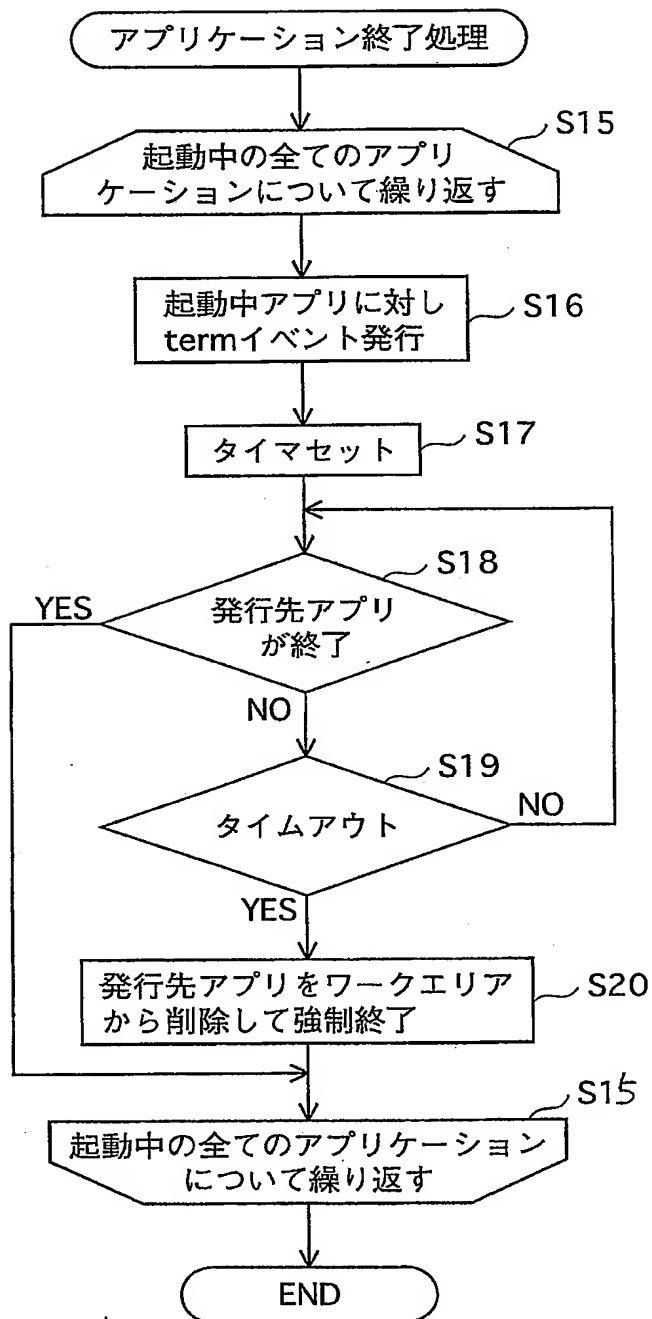 アプリケーション終了処理
S15
起動中の全てのアプリ
ケーションについて繰り返す
起動中アプリに対し
termイベント発行
S16
タイマセット
S17
S18
YES
発行先アプリ
が終了
NO
S19
タイムアウト
NO
YES
発行先アプリをワークエリア
から削除して強制終了
S20
S15
起動中の全てのアプリケーション
について繰り返す
END